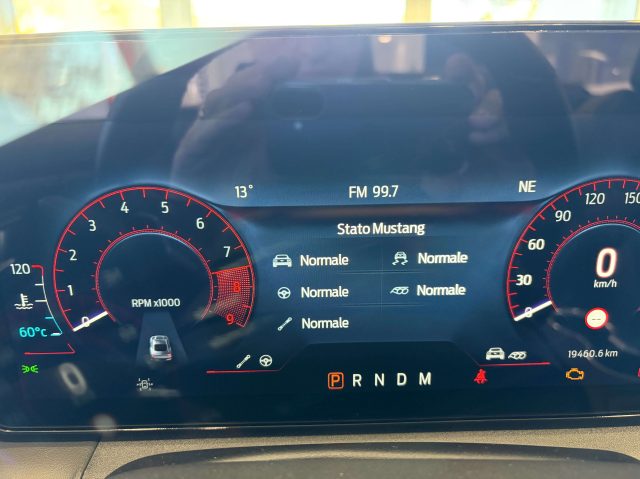 13° FM 99.7 NE
Stato Mustang
Normale Normale
Normale Normale
Normale
0 1 2 3 4 5 6 7 8 9
RPM x1000
120
60°C
0 30 60 90 120 150
0
km/h
--
P R N D M
19460.6 km